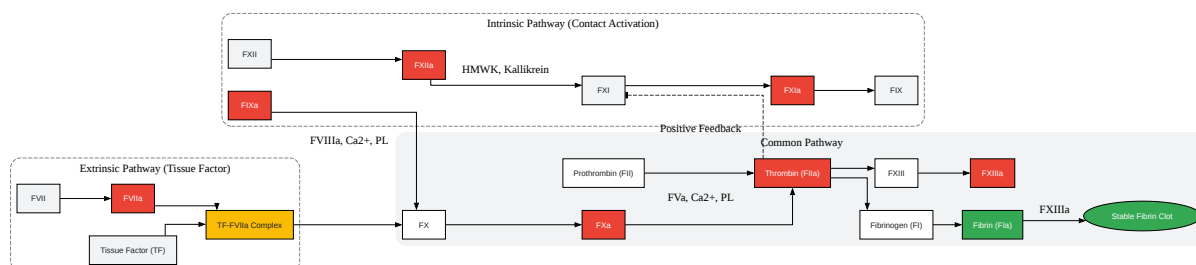 Intrinsic Pathway (Contact Activation)
FXII
FXIIa
HMWK, Kallikrein
FXI
FXIa
FIX
FIXa
FVIIIa, Ca2+, PL
Positive Feedback
Common Pathway
Extrinsic Pathway (Tissue Factor)
FVII
FVIIa
TF-FVIIa Complex
Tissue Factor (TF)
Prothrombin (FII)
Thrombin (FIIa)
FXIII
FXIIIa
FVa, Ca2+, PL
FX
FXa
Fibrinogen (FI)
Fibrin (FIa)
FXIIIa
Stable Fibrin Clot